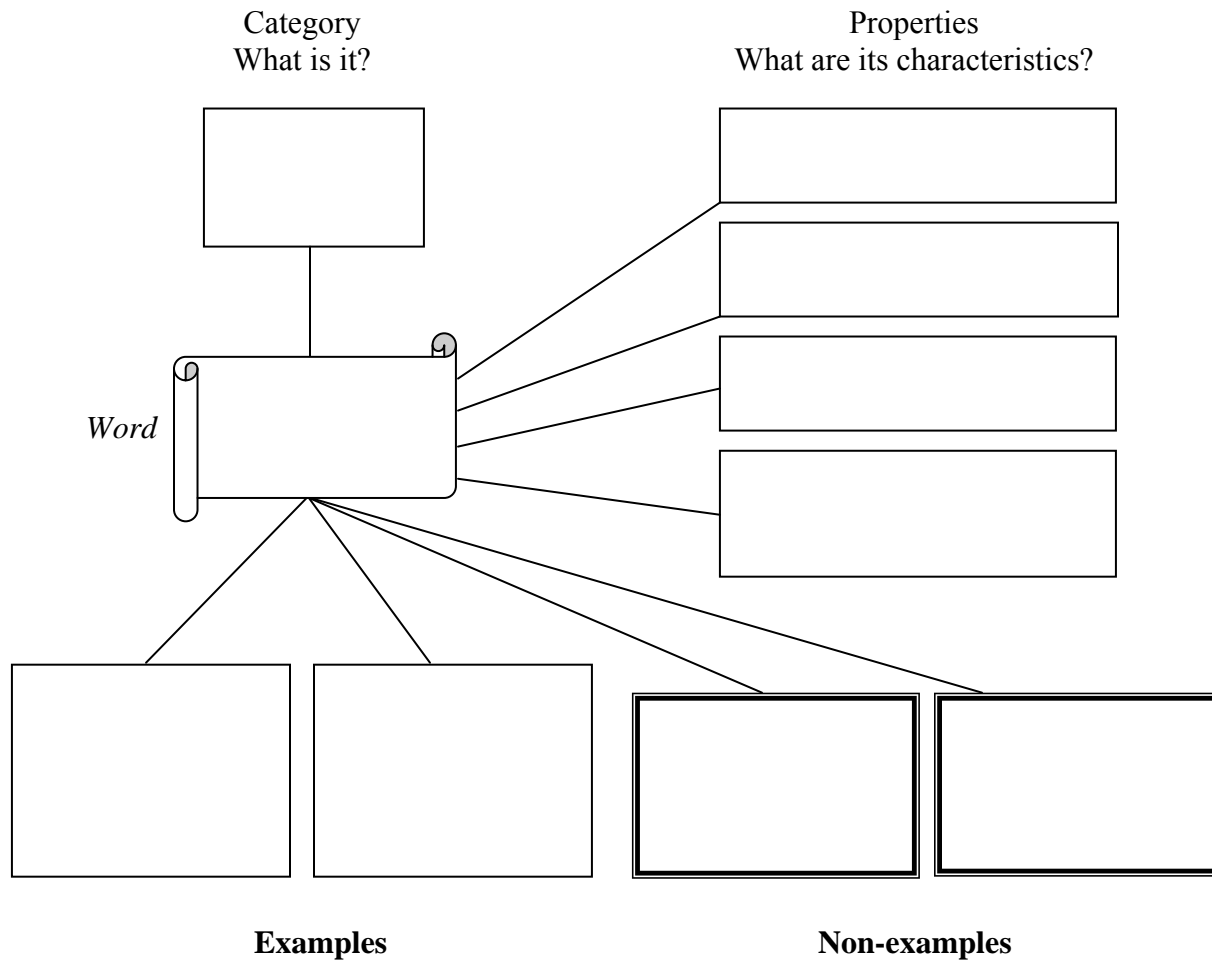 Category
What is it?
Properties
What are its characteristics?
Word
Examples
Non-examples